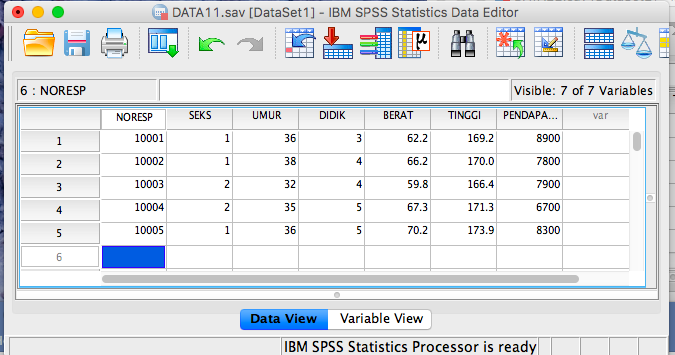 DATA11.sav [DataSet1] - IBM SPSS Statistics Data Editor
μ
6 : NORESP Visible: 7 of 7 Variables
NORESP SEKS UMUR DIDIK BERAT TINGGI PENDAPA... var
1 10001 1 36 3 62.2 169.2 8900
2 10002 1 38 4 66.2 170.0 7800
3 10003 2 32 4 59.8 166.4 7900
4 10004 2 35 5 67.3 171.3 6700
5 10005 1 36 5 70.2 173.9 8300
6
Data View Variable View
IBM SPSS Statistics Processor is ready